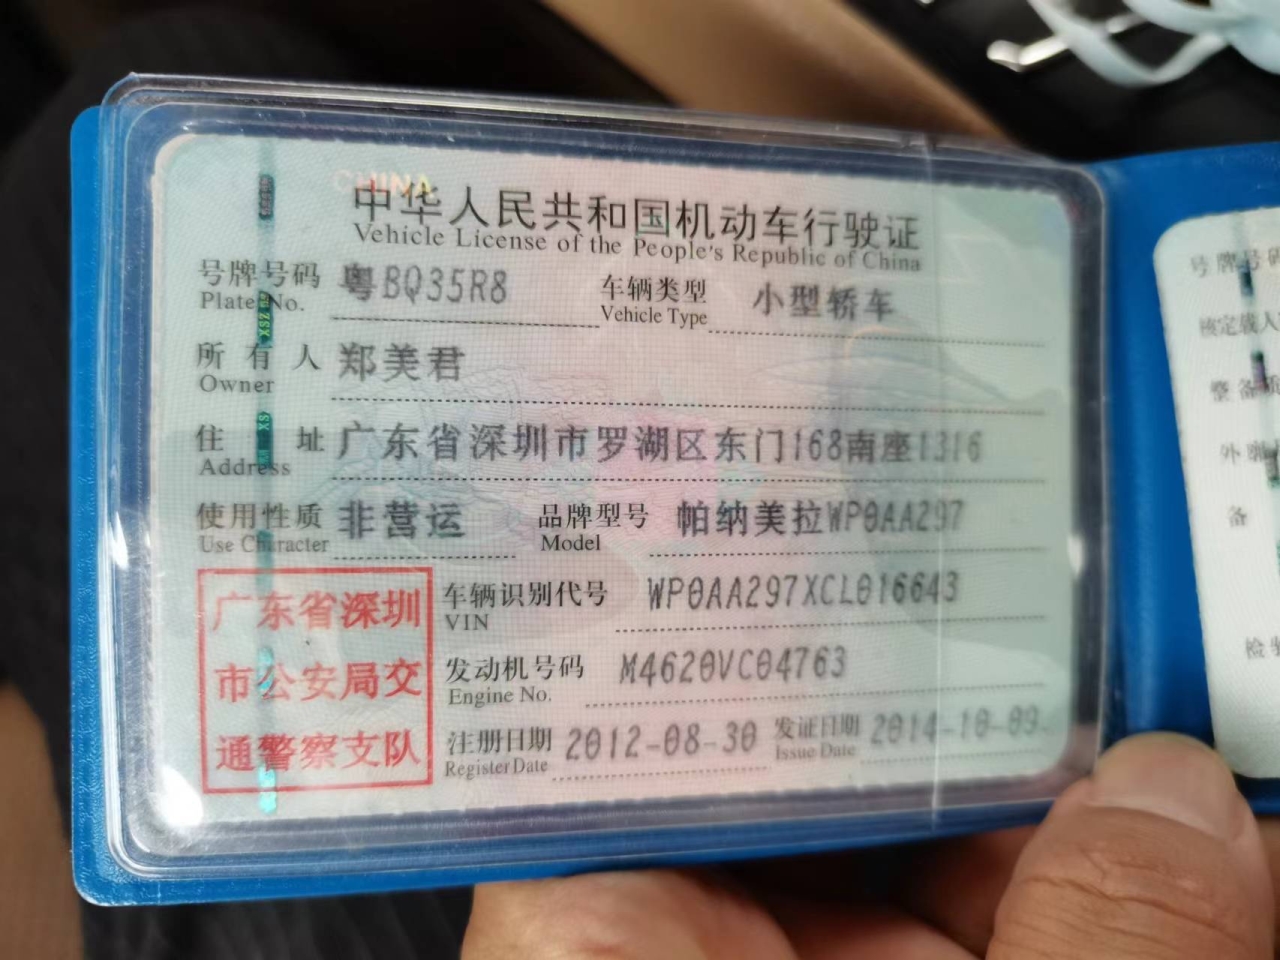 CHINA
中华人民共和国机动车行驶证
Vehicle License of the People's Republic of China
号牌号码 粤BQ35R8 车辆类型 小型轿车
Plate No. Vehicle Type
所有人 郑美君
Owner
住址 广东省深圳市罗湖区东门168南座1316
Address
使用性质 非营运 品牌型号 帕纳美拉WP0AA297
Use Character Model
广东省深圳
市公安局交
通警察支队
车辆识别代号 WP0AA297XCL016643
VIN
发动机号码 M4620VC04763
Engine No.
注册日期 2012-08-30 发证日期 2014-10-09
Register Date Issue Date
号牌号码
核定载人
整备质
外廓
备
检验